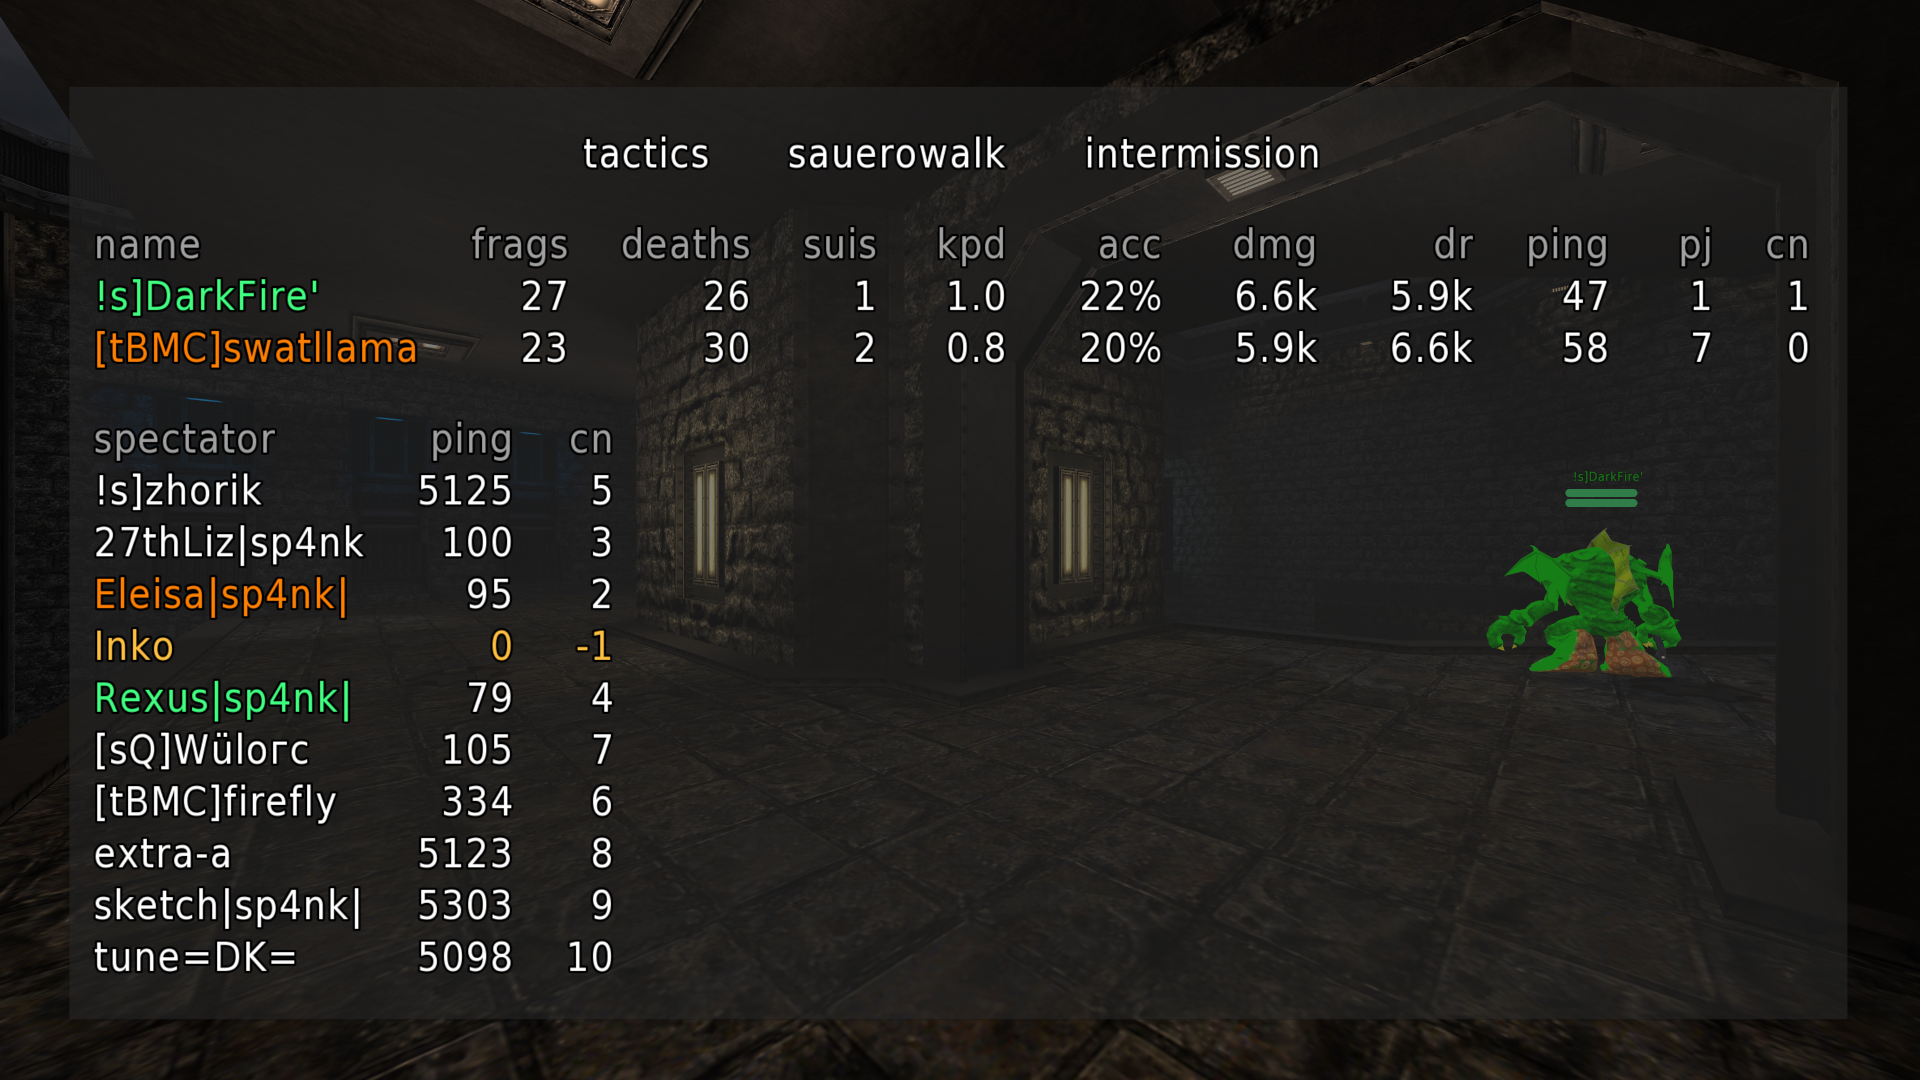 tactics sauerowalk intermission
name frags deaths suis kpd acc dmg dr ping pj cn
!s]DarkFire' 27 26 1 1.0 22% 6.6k 5.9k 47 1 1
[tBMC]swatllama 23 30 2 0.8 20% 5.9k 6.6k 58 7 0
spectator ping cn
!s]zhorik 5125 5
27thLiz|sp4nk 100 3
Eleisa|sp4nk| 95 2
Inko 0 -1
Rexus|sp4nk| 79 4
[sQ]Wülorc 105 7
[tBMC]firefly 334 6
extra-a 5123 8
sketch|sp4nk| 5303 9
tune=DK= 5098 10
!s]DarkFire'